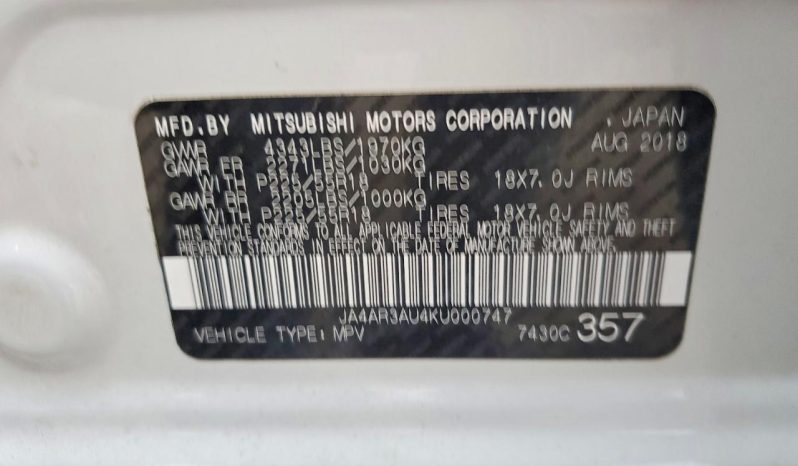 MFD.BY MITSUBISHI MOTORS CORPORATION . JAPAN
GVWR 4343LBS/1970KG AUG 2018
GAWR FR 2271LBS/1030KG
WITH P225/55R18 TIRES 18X7.0J RIMS
GAWR RR 2205LBS/1000KG
WITH P225/55R18 TIRES 18X7.0J RIMS
THIS VEHICLE CONFORMS TO ALL APPLICABLE FEDERAL MOTOR VEHICLE SAFETY AND THEFT
PREVENTION STANDARDS IN EFFECT ON THE DATE OF MANUFACTURE SHOWN ABOVE.
JA4AR3AU4KU000747
VEHICLE TYPE: MPV 7430C 357